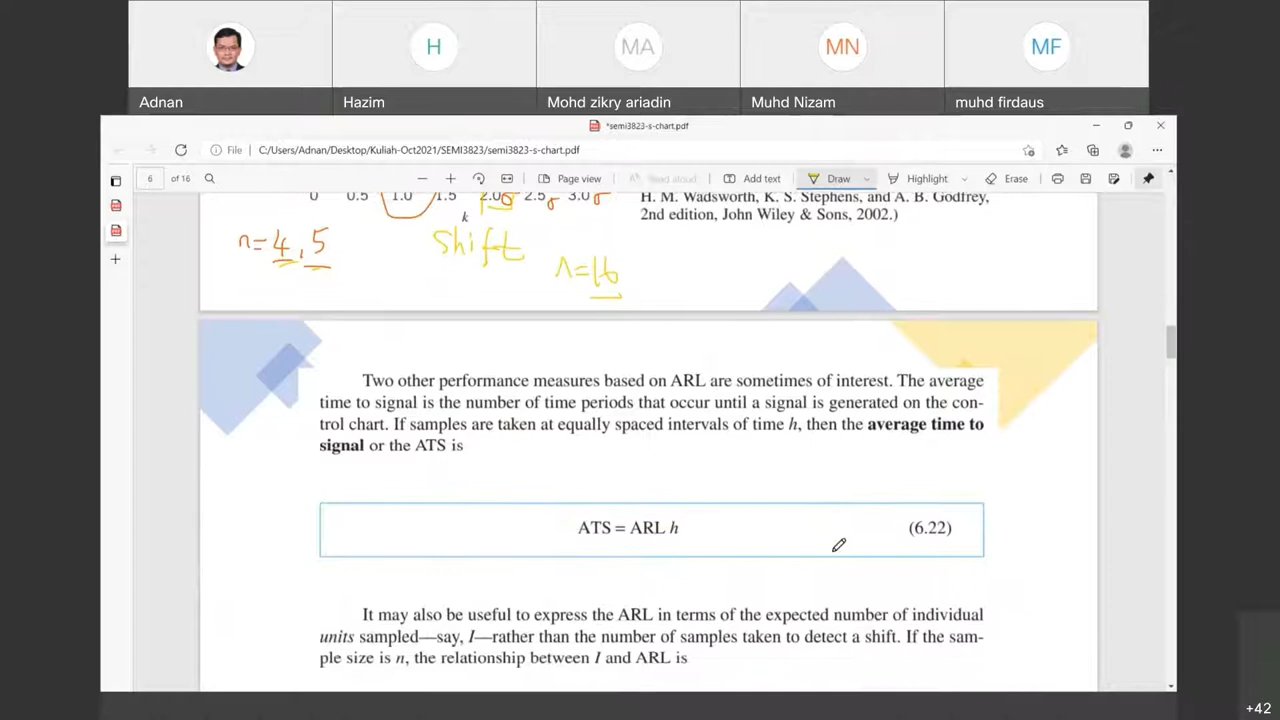 H
MA
MN
MF
Adnan
Hazim
Mohd zikry ariadin
Muhd Nizam
muhd firdaus
*semi3823-s-chart.pdf
File
C:/Users/Adnan/Desktop/Kuliah-Oct2021/SEMI3823/semi3823-s-chart.pdf
6 of 16
Page view
Read aloud
Add text
Draw
Highlight
Erase
0 0.5 1.0 1.5 2.0 2.5 3.0
k
H. M. Wadsworth, K. S. Stephens, and A. B. Godfrey,
2nd edition, John Wiley & Sons, 2002.)
n=4,5
Shift
n=16
Two other performance measures based on ARL are sometimes of interest. The average
time to signal is the number of time periods that occur until a signal is generated on the con-
trol chart. If samples are taken at equally spaced intervals of time h, then the average time to
signal or the ATS is
ATS = ARL h (6.22)
It may also be useful to express the ARL in terms of the expected number of individual
units sampled—say, I—rather than the number of samples taken to detect a shift. If the sam-
ple size is n, the relationship between I and ARL is
+42